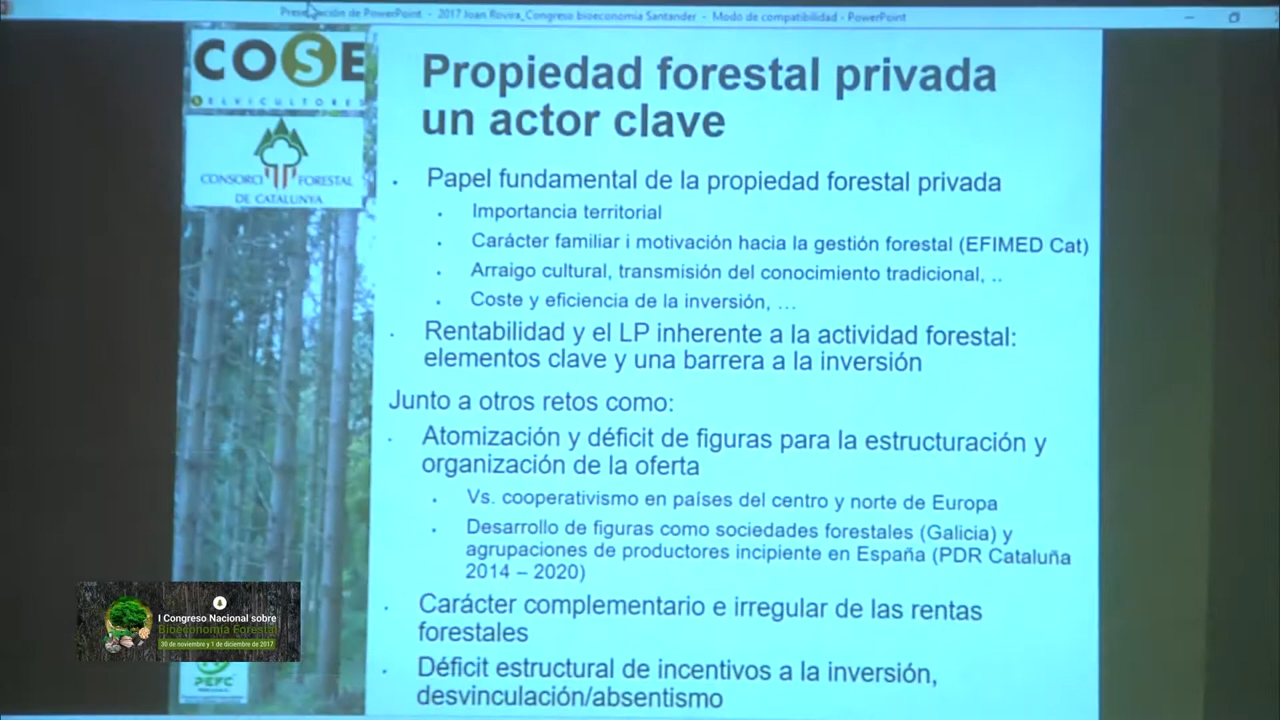 Presentación de PowerPoint - 2017 Joan Rovira_Congreso bioeconomia Santander - Modo de compatibilidad - PowerPoint
COSE
SELVICULTORES
CONSORCI FORESTAL
DE CATALUNYA
Propiedad forestal privada
un actor clave
Papel fundamental de la propiedad forestal privada
Importancia territorial
Carácter familiar i motivación hacia la gestión forestal (EFIMED Cat)
Arraigo cultural, transmisión del conocimiento tradicional, ..
Coste y eficiencia de la inversión, ...
Rentabilidad y el LP inherente a la actividad forestal:
elementos clave y una barrera a la inversión
Junto a otros retos como:
Atomización y déficit de figuras para la estructuración y
organización de la oferta
Vs. cooperativismo en países del centro y norte de Europa
Desarrollo de figuras como sociedades forestales (Galicia) y
agrupaciones de productores incipiente en España (PDR Cataluña
2014 – 2020)
Carácter complementario e irregular de las rentas
forestales
Déficit estructural de incentivos a la inversión,
desvinculación/absentismo
I Congreso Nacional sobre
Bioeconomía Forestal
30 de noviembre y 1 de diciembre de 2017
PEFC